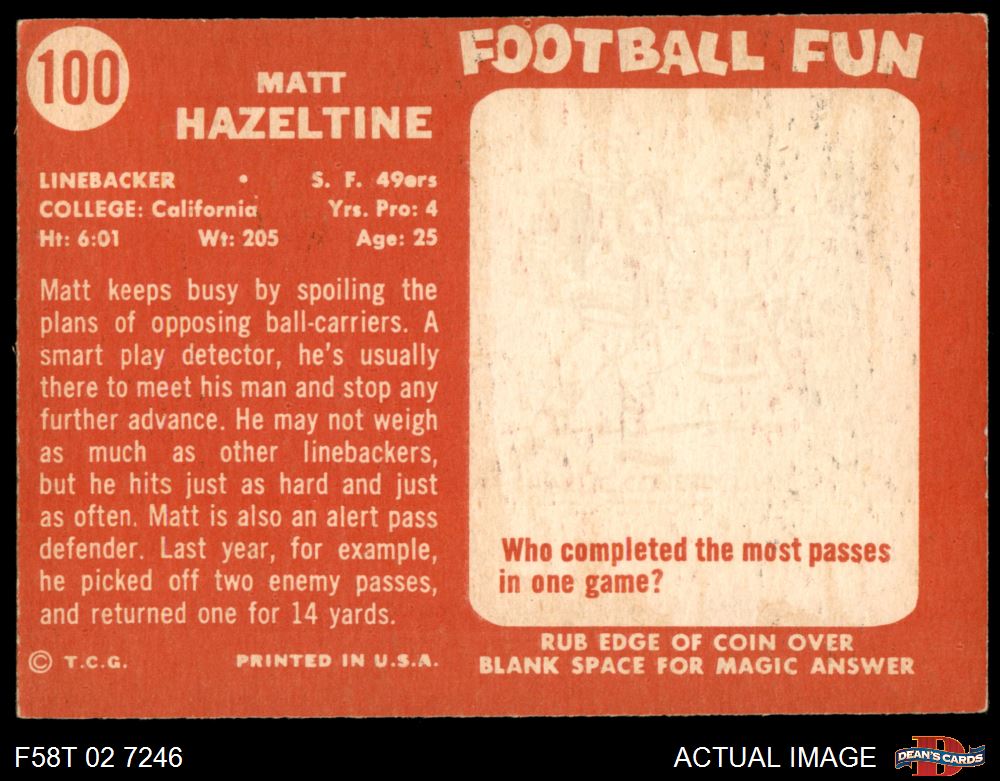 100
MATT
HAZELTINE
LINEBACKER • S. F. 49ers
COLLEGE: California Yrs. Pro: 4
Ht: 6:01 Wt: 205 Age: 25
Matt keeps busy by spoiling the
plans of opposing ball-carriers. A
smart play detector, he's usually
there to meet his man and stop any
further advance. He may not weigh
as much as other linebackers,
but he hits just as hard and just
as often. Matt is also an alert pass
defender. Last year, for example,
he picked off two enemy passes,
and returned one for 14 yards.
© T.C.G. PRINTED IN U.S.A.
FOOTBALL FUN
Who completed the most passes
in one game?
RUB EDGE OF COIN OVER
BLANK SPACE FOR MAGIC ANSWER
F58T 02 7246
ACTUAL IMAGE
D
DEAN'S CARDS